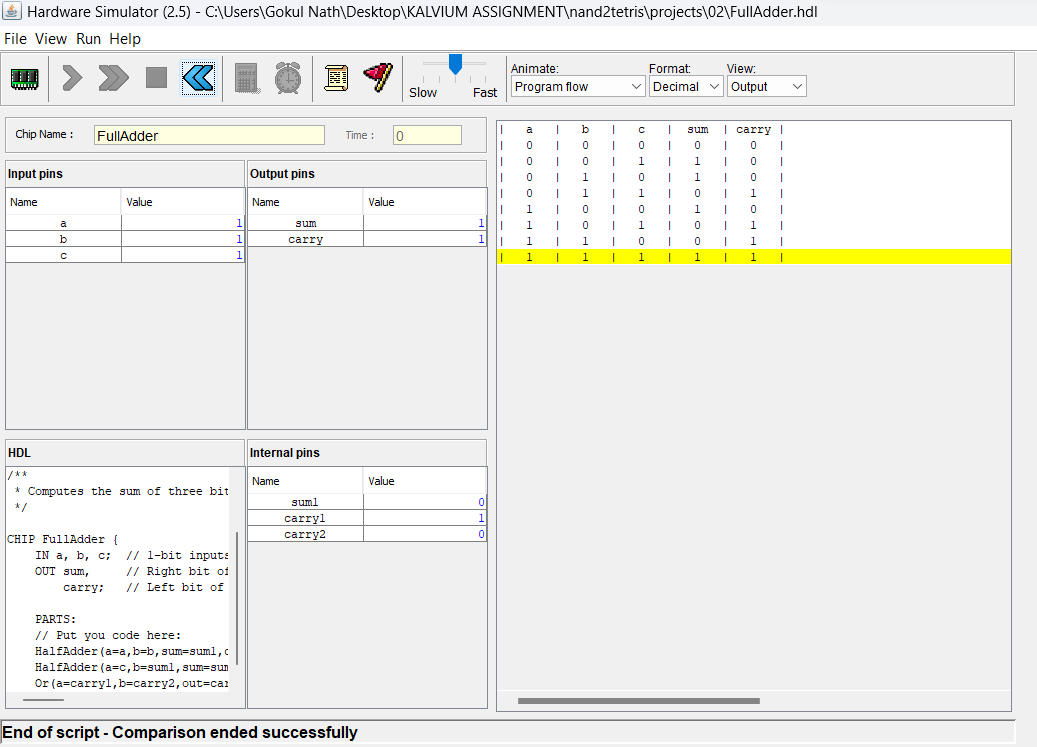 Hardware Simulator (2.5) - C:\Users\Gokul Nath\Desktop\KALVIUM ASSIGNMENT\nand2tetris\projects\02\FullAdder.hdl
File View Run Help
Slow Fast
Animate: Format: View:
Program flow Decimal Output
Chip Name : FullAdder Time : 0
Input pins
Name Value
a 1
b 1
c 1
Output pins
Name Value
sum 1
carry 1
HDL
/**
* Computes the sum of three bit
*/
CHIP FullAdder {
IN a, b, c; // 1-bit inputs
OUT sum, // Right bit of
carry; // Left bit of
PARTS:
// Put you code here:
HalfAdder(a=a,b=b,sum=sum1,c
HalfAdder(a=c,b=sum1,sum=sum
Or(a=carry1,b=carry2,out=car
Internal pins
Name Value
sum1 0
carry1 1
carry2 0
| a | b | c | sum | carry |
| 0 | 0 | 0 | 0 | 0 |
| 0 | 0 | 1 | 1 | 0 |
| 0 | 1 | 0 | 1 | 0 |
| 0 | 1 | 1 | 0 | 1 |
| 1 | 0 | 0 | 1 | 0 |
| 1 | 0 | 1 | 0 | 1 |
| 1 | 1 | 0 | 0 | 1 |
| 1 | 1 | 1 | 1 | 1 |
End of script - Comparison ended successfully